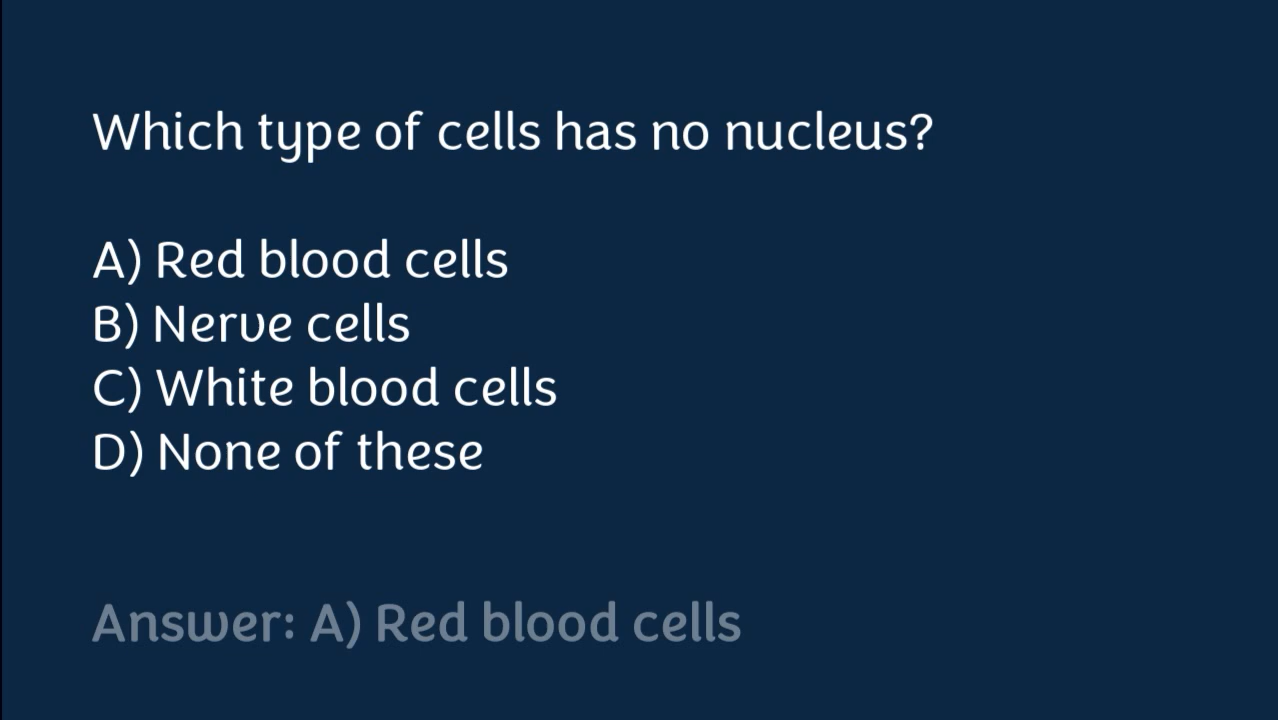 Which type of cells has no nucleus?
A) Red blood cells
B) Nerve cells
C) White blood cells
D) None of these
Answer: A) Red blood cells